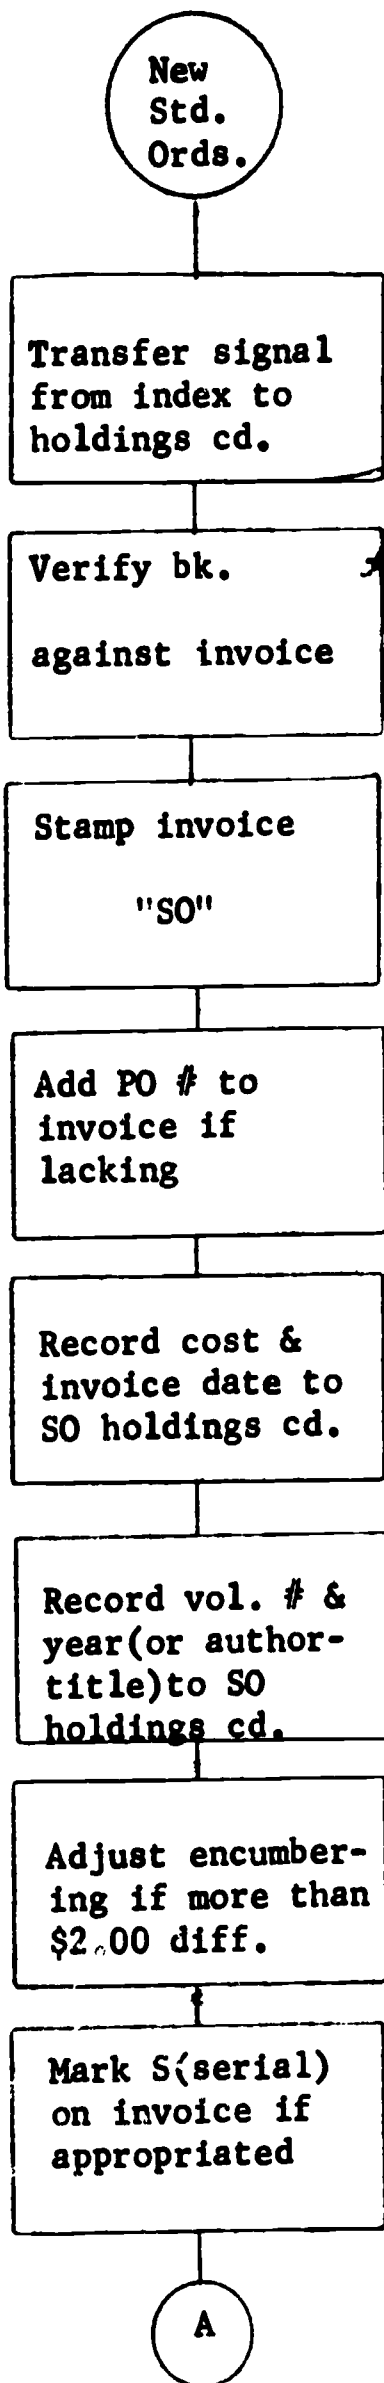 New
Std.
Ords.
Transfer signal
from index to
holdings cd.
Verify bk.
against invoice
Stamp invoice
"SO"
Add PO # to
invoice if
lacking
Record cost &
invoice date to
SO holdings cd.
Record vol. # &
year(or author-
title)to SO
holdings cd.
Adjust encumber-
ing if more than
$2.00 diff.
Mark S(serial)
on invoice if
appropriated
A